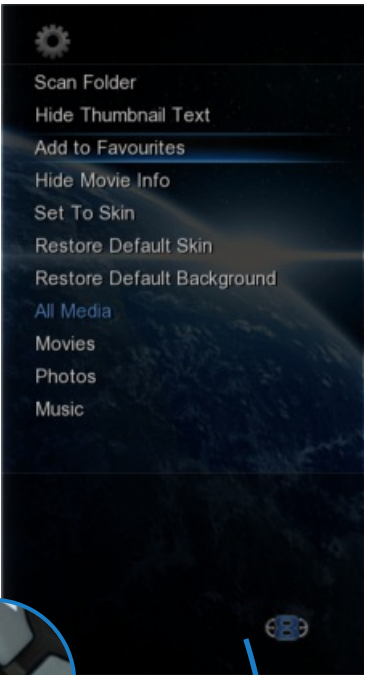 Scan Folder
Hide Thumbnail Text
Add to Favourites
Hide Movie Info
Set To Skin
Restore Default Skin
Restore Default Background
All Media
Movies
Photos
Music